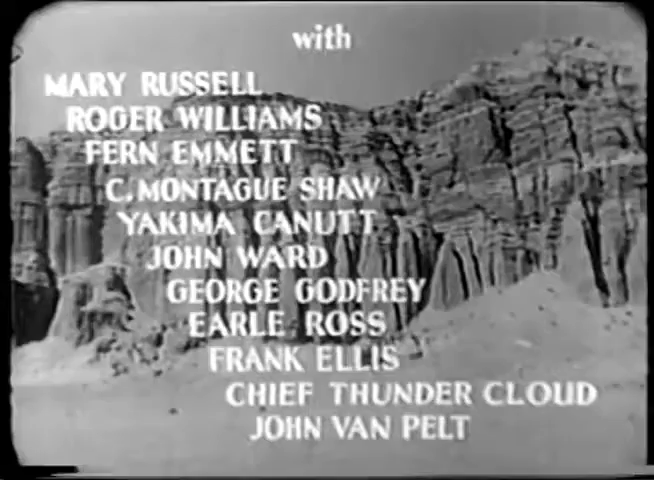 with
MARY RUSSELL
ROGER WILLIAMS
FERN EMMETT
C. MONTAGUE SHAW
YAKIMA CANUTT
JOHN WARD
GEORGE GODFREY
EARLE ROSS
FRANK ELLIS
CHIEF THUNDER CLOUD
JOHN VAN PELT